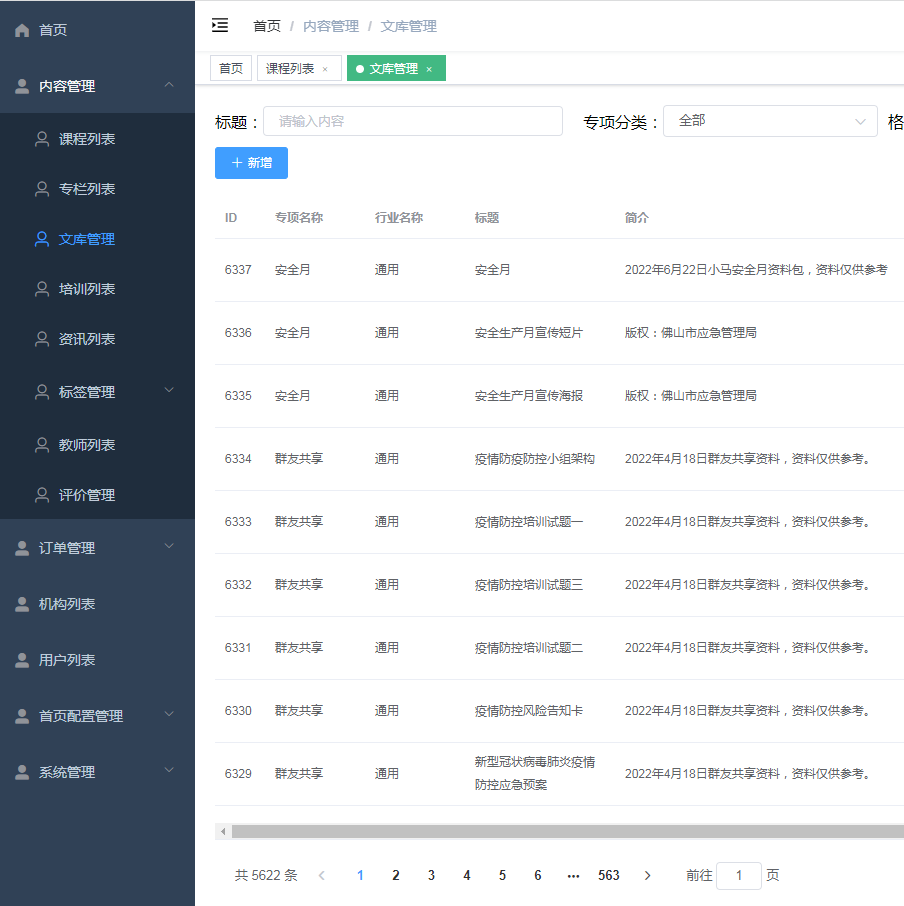 首页
内容管理
课程列表
专栏列表
文库管理
培训列表
资讯列表
标签管理
教师列表
评价管理
订单管理
机构列表
用户列表
首页配置管理
系统管理
首页 / 内容管理 / 文库管理
首页 课程列表 × 文库管理 ×
标题： 请输入内容 专项分类： 全部 格
+ 新增
ID 专项名称 行业名称 标题 简介
6337 安全月 通用 安全月 2022年6月22日小马安全月资料包，资料仅供参考
6336 安全月 通用 安全生产月宣传短片 版权：佛山市应急管理局
6335 安全月 通用 安全生产月宣传海报 版权：佛山市应急管理局
6334 群友共享 通用 疫情防疫防控小组架构 2022年4月18日群友共享资料，资料仅供参考。
6333 群友共享 通用 疫情防控培训试题一 2022年4月18日群友共享资料，资料仅供参考。
6332 群友共享 通用 疫情防控培训试题三 2022年4月18日群友共享资料，资料仅供参考。
6331 群友共享 通用 疫情防控培训试题二 2022年4月18日群友共享资料，资料仅供参考。
6330 群友共享 通用 疫情防控风险告知卡 2022年4月18日群友共享资料，资料仅供参考。
6329 群友共享 通用 新型冠状病毒肺炎疫情 2022年4月18日群友共享资料，资料仅供参考。
防控应急预案
共 5622 条 < 1 2 3 4 5 6 ••• 563 > 前往 1 页